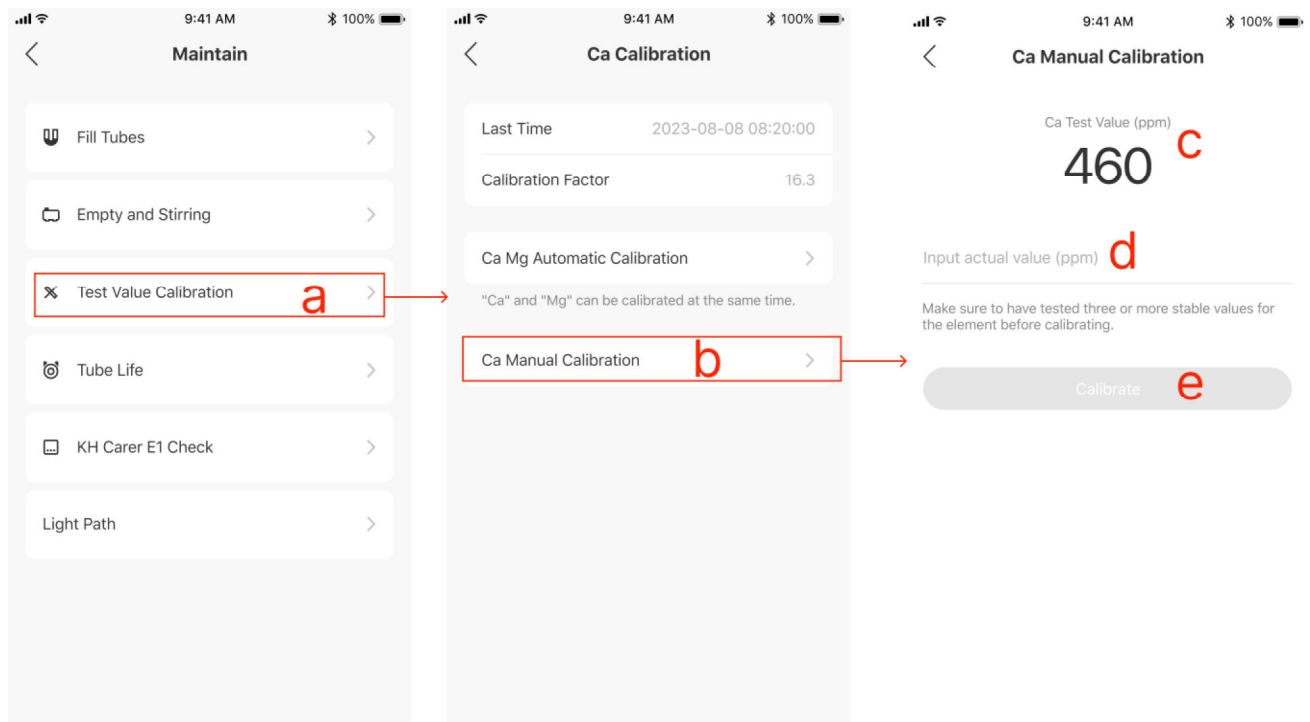 9:41 AM
100%
Maintain
Fill Tubes
Empty and Stirring
Test Value Calibration
a
Tube Life
KH Carer E1 Check
Light Path
9:41 AM
100%
Ca Calibration
Last Time
2023-08-08 08:20:00
Calibration Factor
16.3
Ca Mg Automatic Calibration
"Ca" and "Mg" can be calibrated at the same time.
Ca Manual Calibration
b
9:41 AM
100%
Ca Manual Calibration
Ca Test Value (ppm)
c
460
Input actual value (ppm)
d
Make sure to have tested three or more stable values for
the element before calibrating.
Calibrate
e